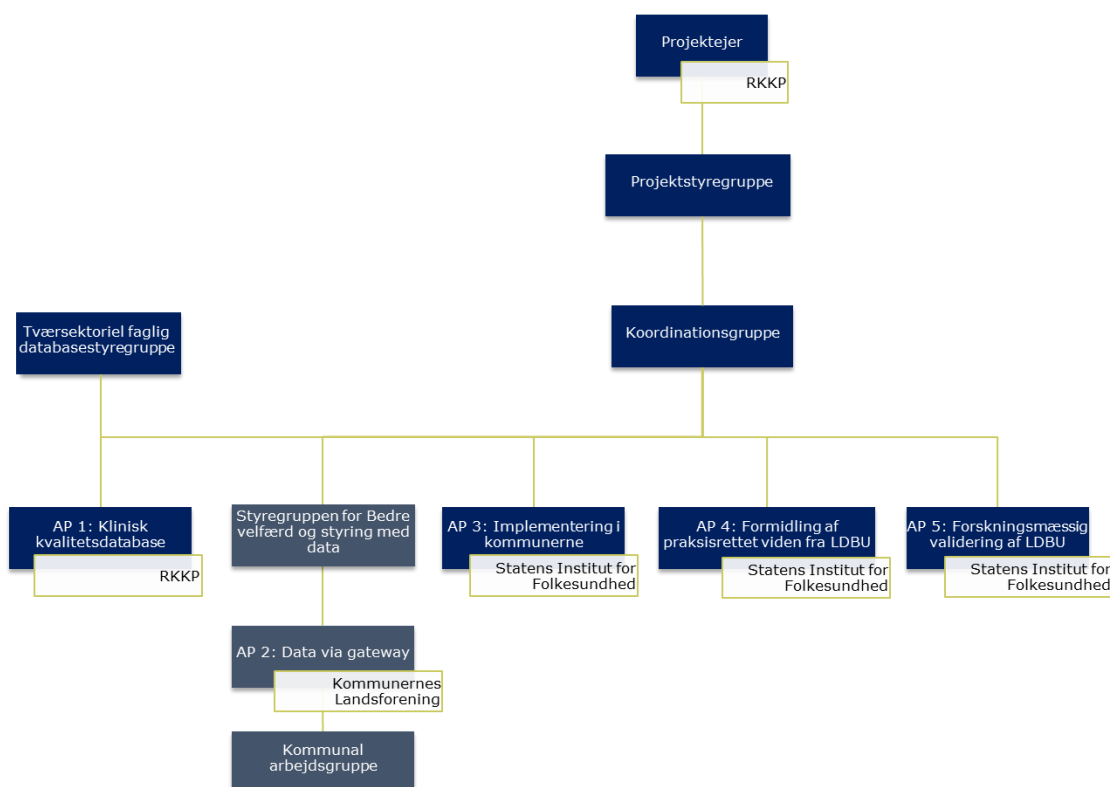 Projektejer
RKKP
Projektstyregruppe
Tværsektoriel faglig
databasestyregruppe
Koordinationsgruppe
AP 1: Klinisk
kvalitetsdatabase
RKKP
Styregruppen for Bedre
velfærd og styring med
data
AP 2: Data via gateway
Kommunernes
Landsforening
Kommunal
arbejdsgruppe
AP 3: Implementering i
kommunerne
Statens Institut for
Folkesundhed
AP 4: Formidling af
praksisrettet viden fra LDBU
Statens Institut for
Folkesundhed
AP 5: Forskningsmæssig
validering af LDBU
Statens Institut for
Folkesundhed